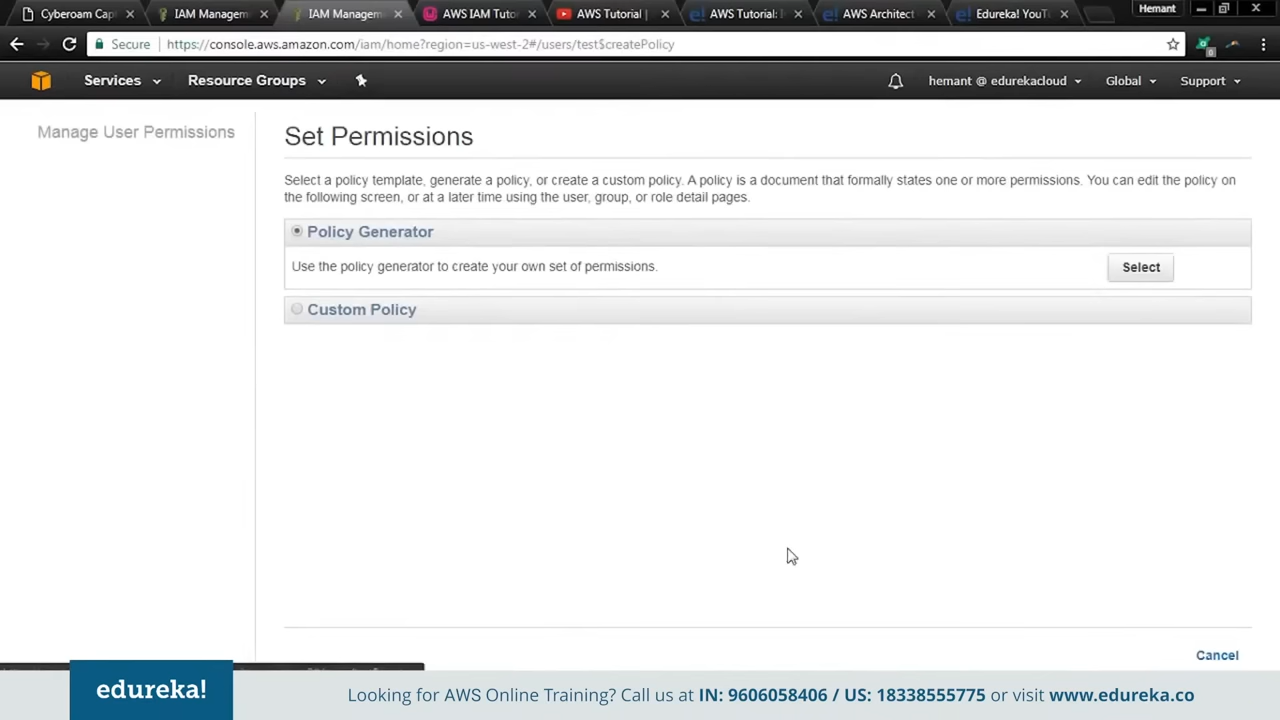 Cyberoam Cap
IAM Managem
IAM Managem
AWS IAM Tuto
AWS Tutorial |
AWS Tutorial:
AWS Architect
Edureka! YouT
Hemant
Secure
https://console.aws.amazon.com/iam/home?region=us-west-2#/users/test$createPolicy
Services
Resource Groups
hemant @ edurekacloud
Global
Support
Manage User Permissions
Set Permissions
Select a policy template, generate a policy, or create a custom policy. A policy is a document that formally states one or more permissions. You can edit the policy on
the following screen, or at a later time using the user, group, or role detail pages.
Policy Generator
Use the policy generator to create your own set of permissions.
Select
Custom Policy
Cancel
edureka!
Looking for AWS Online Training? Call us at IN: 9606058406 / US: 18338555775 or visit www.edureka.co